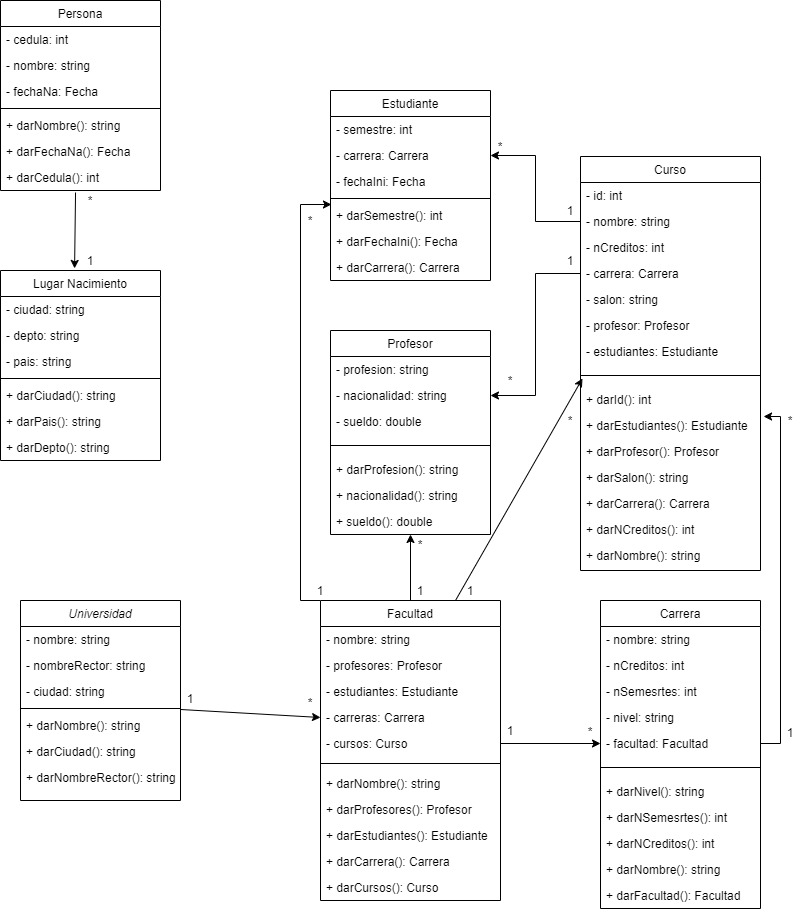 Persona
- cedula: int
- nombre: string
- fechaNa: Fecha
+ darNombre(): string
+ darFechaNa(): Fecha
+ darCedula(): int
*
1
Lugar Nacimiento
- ciudad: string
- depto: string
- pais: string
+ darCiudad(): string
+ darPais(): string
+ darDepto(): string
Estudiante
- semestre: int
- carrera: Carrera
- fechaIni: Fecha
+ darSemestre(): int
+ darFechaIni(): Fecha
+ darCarrera(): Carrera
*
*
1
1
Curso
- id: int
- nombre: string
- nCreditos: int
- carrera: Carrera
- salon: string
- profesor: Profesor
- estudiantes: Estudiante
+ darId(): int
+ darEstudiantes(): Estudiante
+ darProfesor(): Profesor
+ darSalon(): string
+ darCarrera(): Carrera
+ darNCreditos(): int
+ darNombre(): string
Profesor
- profesion: string
- nacionalidad: string
- sueldo: double
+ darProfesion(): string
+ nacionalidad(): string
+ sueldo(): double
*
*
*
*
1
1
1
Universidad
- nombre: string
- nombreRector: string
- ciudad: string
+ darNombre(): string
+ darCiudad(): string
+ darNombreRector(): string
1
*
Facultad
- nombre: string
- profesores: Profesor
- estudiantes: Estudiante
- carreras: Carrera
- cursos: Curso
+ darNombre(): string
+ darProfesores(): Profesor
+ darEstudiantes(): Estudiante
+ darCarrera(): Carrera
+ darCursos(): Curso
1
*
Carrera
- nombre: string
- nCreditos: int
- nSemesrtes: int
- nivel: string
- facultad: Facultad
+ darNivel(): string
+ darNSemesrtes(): int
+ darNCreditos(): int
+ darNombre(): string
+ darFacultad(): Facultad
1